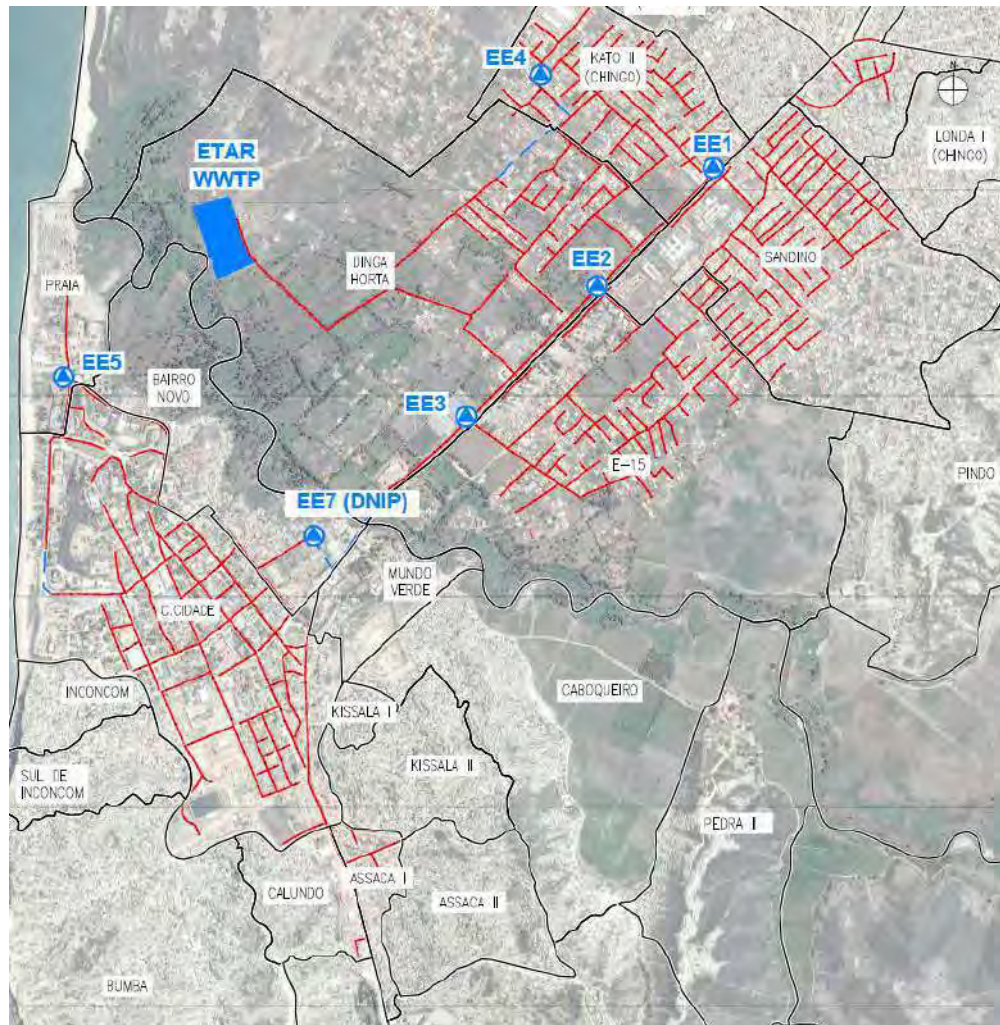 EE4
KATO II
(CHINGO)
N
EE1
LONDA I
(CHINGO)
ETAR
WWTP
SANDINO
DINGA
HORTA
EE2
PRAIA
EE5
BAIRRO
NOVO
EE3
E-15
PINDO
EE7 (DNIP)
MUNDO
VERDE
C.CIDADE
INCONCOM
KISSALA I
CABOQUEIRO
KISSALA II
SUL DE
INCONCOM
PEDRA II
ASSACA I
CALUNDO
ASSACA II
BUMBA